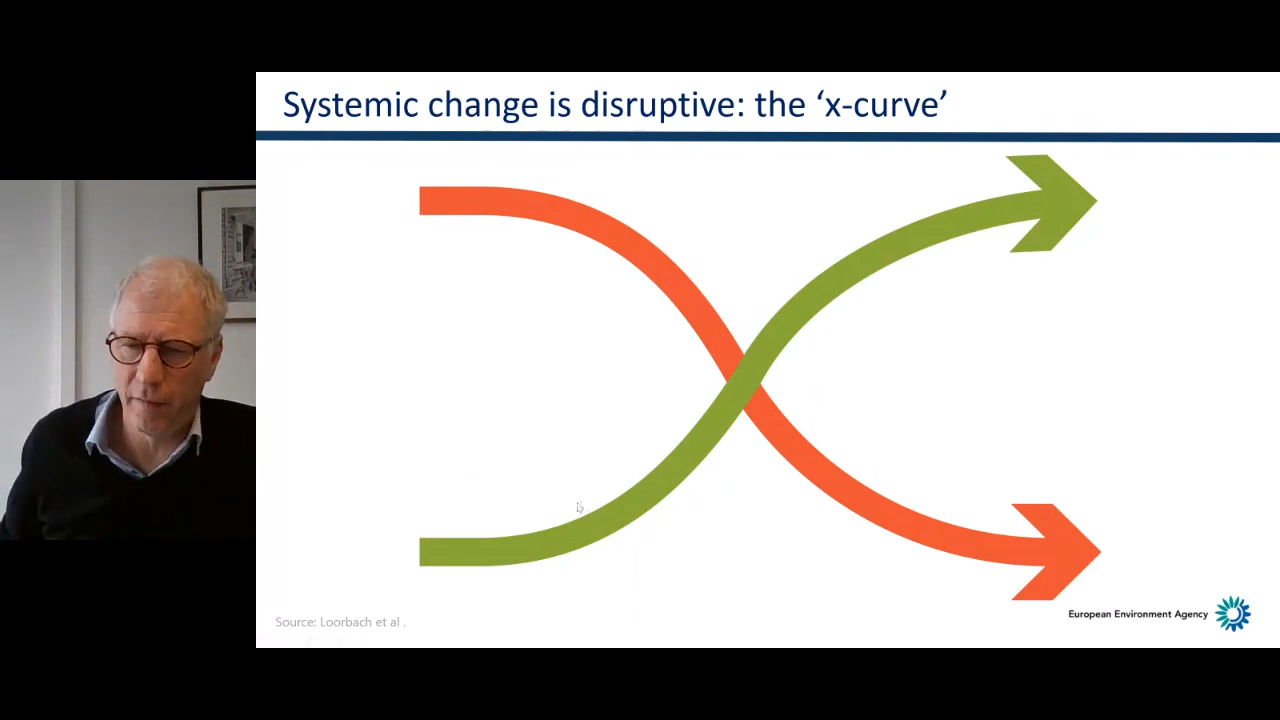 Systemic change is disruptive: the ‘x-curve’
Source: Loorbach et al .
European Environment Agency